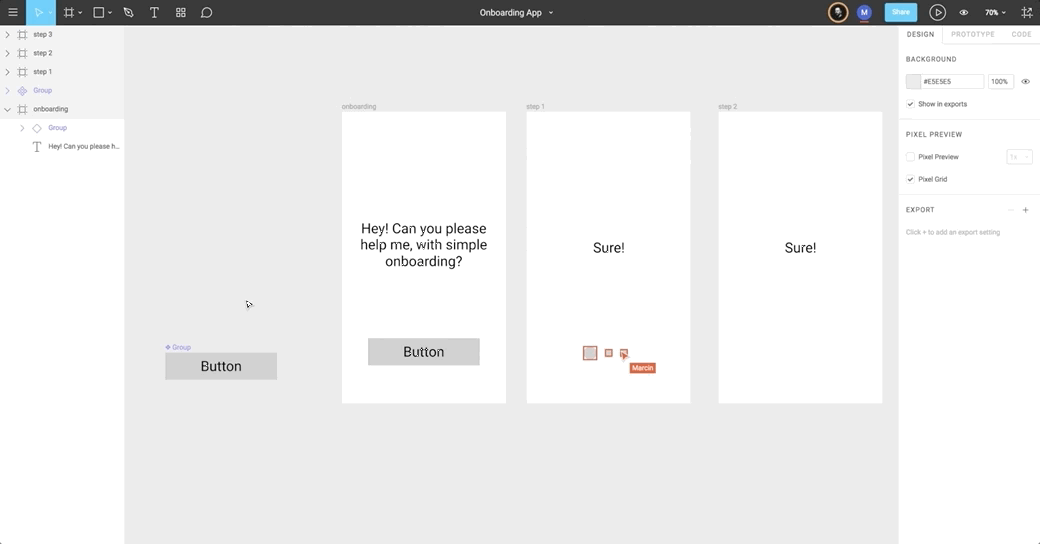 Onboarding App
M
Share
70%
step 3
step 2
step 1
Group
onboarding
Group
Hey! Can you please h...
Group
Button
onboarding
Hey! Can you please
help me, with simple
onboarding?
Button
step 1
Sure!
Marcin
step 2
Sure!
DESIGN PROTOTYPE CODE
BACKGROUND
#E5E5E5 100%
Show in exports
PIXEL PREVIEW
Pixel Preview 1x
Pixel Grid
EXPORT
Click + to add an export setting